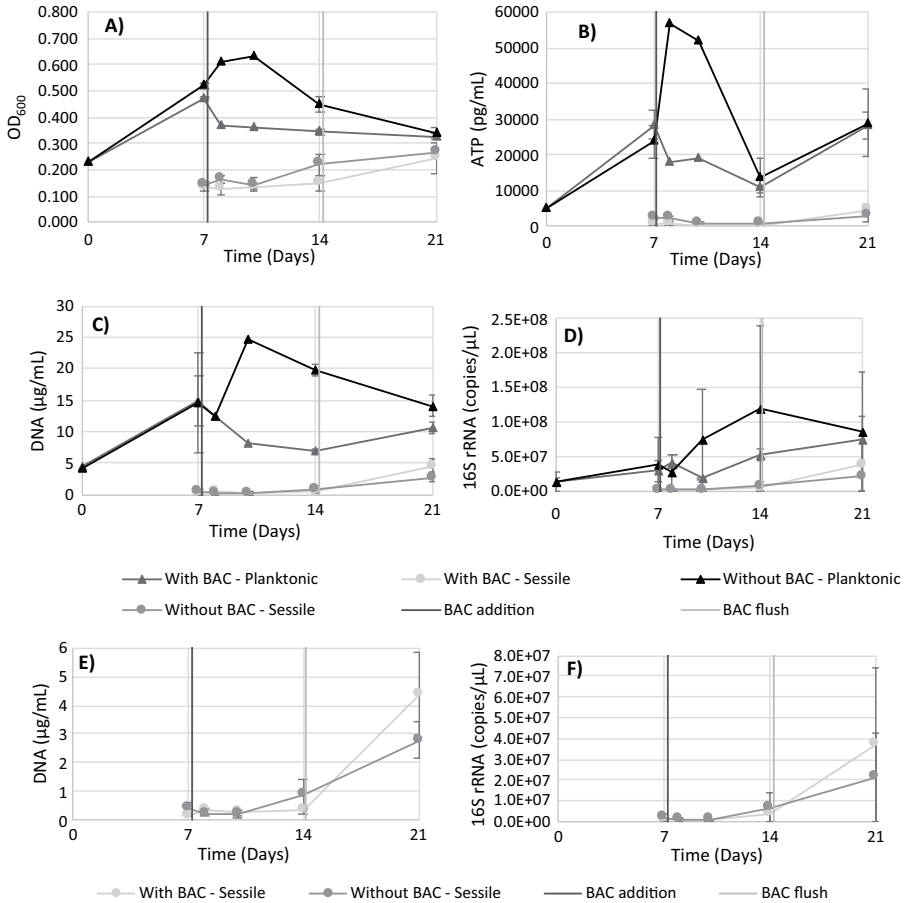 A)
OD600
0.800
0.700
0.600
0.500
0.400
0.300
0.200
0.100
0.000
0 7 14 21
Time (Days)
B)
ATP (pg/mL)
60000
50000
40000
30000
20000
10000
0
0 7 14 21
Time (Days)
C)
DNA (µg/mL)
30
25
20
15
10
5
0
0 7 14 21
Time (Days)
D)
16S rRNA (copies/µL)
2.5E+08
2.0E+08
1.5E+08
1.0E+08
5.0E+07
0.0E+00
0 7 14 21
Time (Days)
With BAC - Planktonic With BAC - Sessile Without BAC - Planktonic
Without BAC - Sessile BAC addition BAC flush
E)
DNA (µg/mL)
6
5
4
3
2
1
0
0 7 14 21
Time (Days)
F)
16S rRNA (copies/µL)
8.0E+07
7.0E+07
6.0E+07
5.0E+07
4.0E+07
3.0E+07
2.0E+07
1.0E+07
0.0E+00
0 7 14 21
Time (Days)
With BAC - Sessile Without BAC - Sessile BAC addition BAC flush